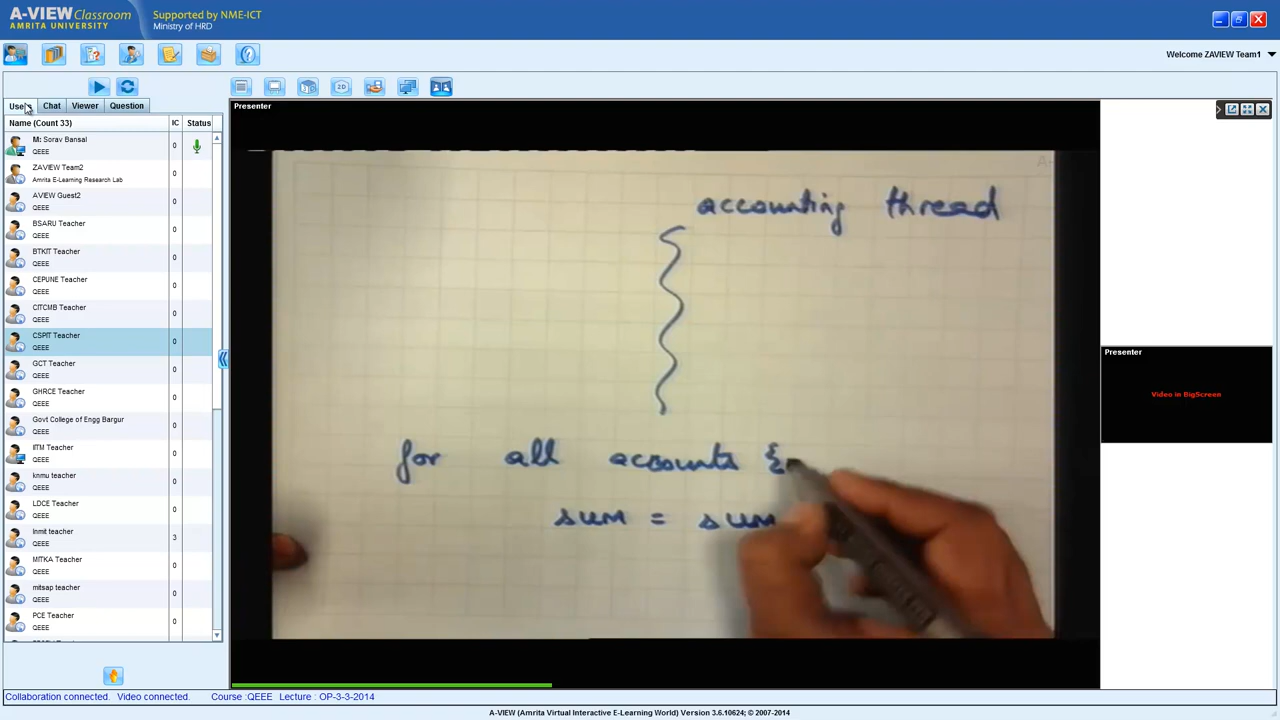 A-VIEW Classroom
AMRITA UNIVERSITY
Supported by NME-ICT
Ministry of HRD
Welcome ZAVIEW Team1
Users
Chat
Viewer
Question
Name (Count 33)
IC
Status
M: Sorav Bansal
QEEE
0
ZAVIEW Team2
Amrita E-Learning Research Lab
0
AVIEW Guest2
QEEE
0
BSARU Teacher
QEEE
0
BTKIT Teacher
QEEE
0
CEPUNE Teacher
QEEE
0
CITCMB Teacher
QEEE
0
CSPIT Teacher
QEEE
0
GCT Teacher
QEEE
0
GHRCE Teacher
QEEE
0
Govt College of Engg Bargur
QEEE
0
IITM Teacher
QEEE
0
knmu teacher
QEEE
0
LDCE Teacher
QEEE
0
lnmit teacher
QEEE
3
MITKA Teacher
QEEE
0
mitsap teacher
QEEE
0
PCE Teacher
QEEE
0
2D
Presenter
accounting thread
for all accounts {
sum = sum
Presenter
Video in BigScreen
Collaboration connected. Video connected. Course :QEEE Lecture : OP-3-3-2014
A-VIEW (Amrita Virtual Interactive E-Learning World) Version 3.6.10624; © 2007-2014